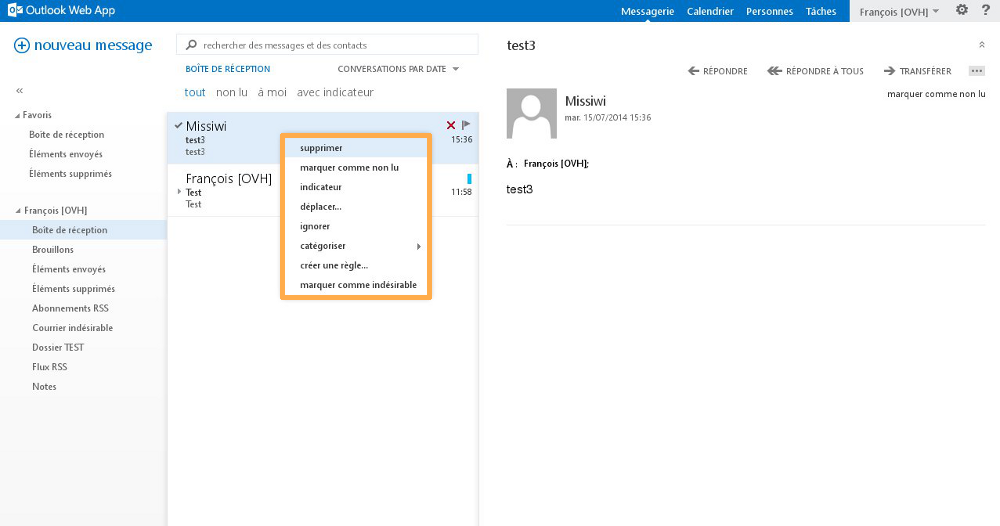 Outlook Web App
Messagerie Calendrier Personnes Tâches François [OVH] ?
nouveau message
rechercher des messages et des contacts
BOÎTE DE RÉCEPTION CONVERSATIONS PAR DATE
tout non lu à moi avec indicateur
«
Favoris
Boîte de réception
Éléments envoyés
Éléments supprimés
François [OVH]
Boîte de réception
Brouillons
Éléments envoyés
Éléments supprimés
Abonnements RSS
Courrier indésirable
Dossier TEST
Flux RSS
Notes
Missiwi
test3 15:36
test3
François [OVH]
Test 11:58
Test
supprimer
marquer comme non lu
indicateur
déplacer...
ignorer
catégoriser
créer une règle...
marquer comme indésirable
test3
RÉPONDRE RÉPONDRE À TOUS TRANSFÉRER ...
marquer comme non lu
Missiwi
mar. 15/07/2014 15:36
À : François [OVH];
test3